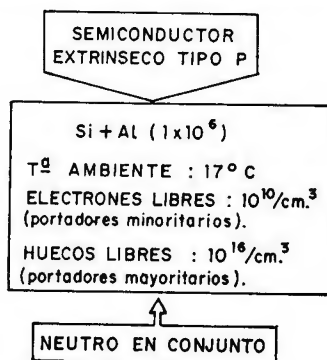 SEMICONDUCTOR
EXTRINSECO TIPO P
Si + Al (1x10⁶)
Tª AMBIENTE : 17° C
ELECTRONES LIBRES : 10¹⁰/cm.³
(portadores minoritarios).
HUECOS LIBRES : 10¹⁶/cm.³
(portadores mayoritarios).
NEUTRO EN CONJUNTO